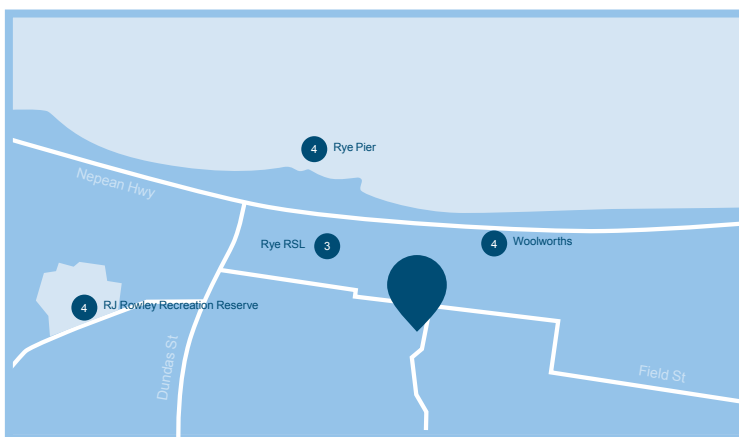 4 Rye Pier
Nepean Hwy
Rye RSL 3
4 Woolworths
4 RJ Rowley Recreation Reserve
Dundas St
Field St